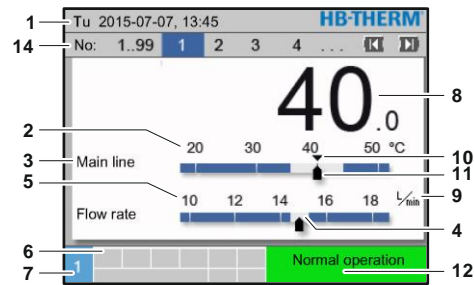 1 Tu 2015-07-07, 13:45 HB-THERM
14 No: 1..99 1 2 3 4 ...
40.0 8
2 20 30 40 50 °C 10
3 Main line 11
5 10 12 14 16 18 L/min 9
Flow rate 4
6
7 1 Normal operation 12